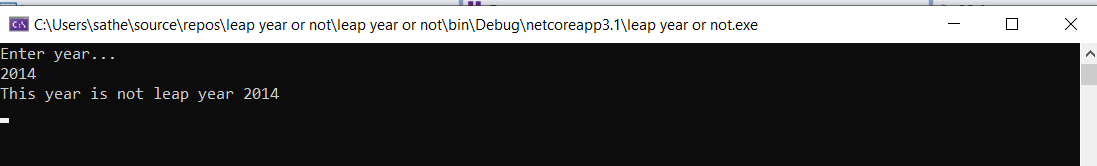 C:\Users\sathe\source\repos\leap year or not\leap year or not\bin\Debug\netcoreapp3.1\leap year or not.exe
Enter year...
2014
This year is not leap year 2014